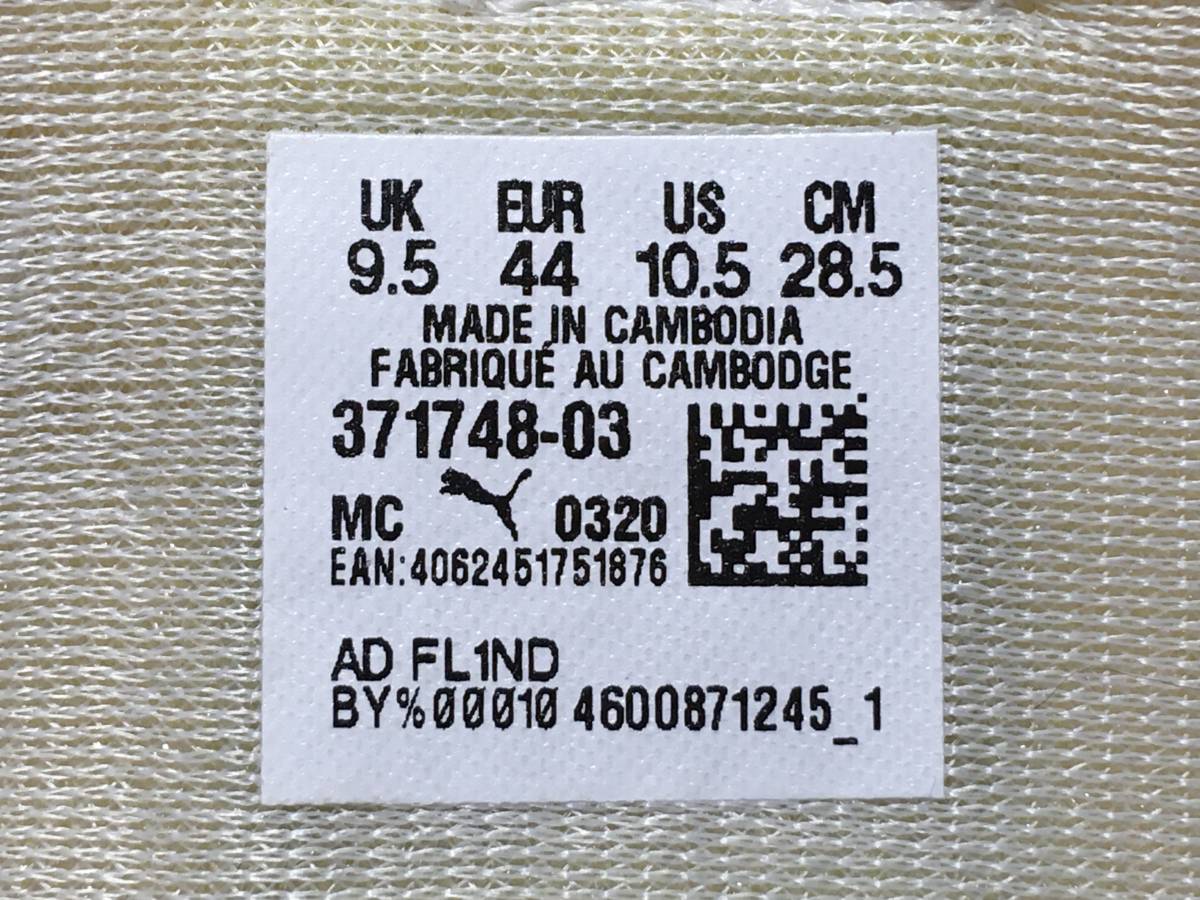 UK EUR US CM
9.5 44 10.5 28.5
MADE IN CAMBODIA
FABRIQUÉ AU CAMBODGE
371748-03
MC 0320
EAN:4062451751876
AD FL1ND
BY%00010 4600871245_1